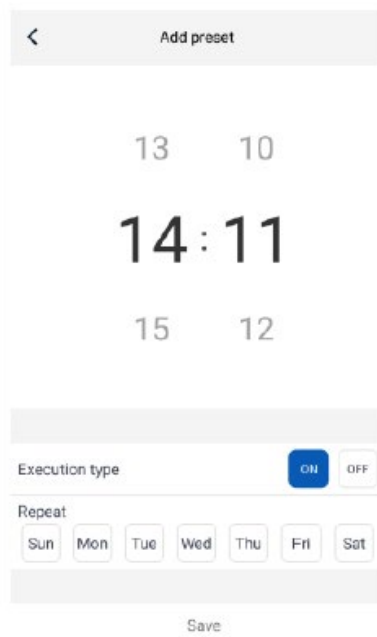 Add preset
13 10
14 : 11
15 12
Execution type ON OFF
Repeat
Sun Mon Tue Wed Thu Fri Sat
Save